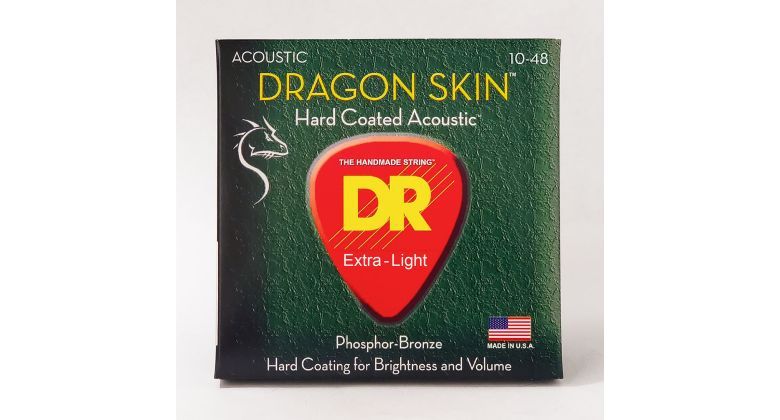 ACOUSTIC 10-48
DRAGON SKIN™
Hard Coated Acoustic™
THE HANDMADE STRING®
DR
Extra-Light
MADE IN U.S.A.
Phosphor-Bronze
Hard Coating for Brightness and Volume